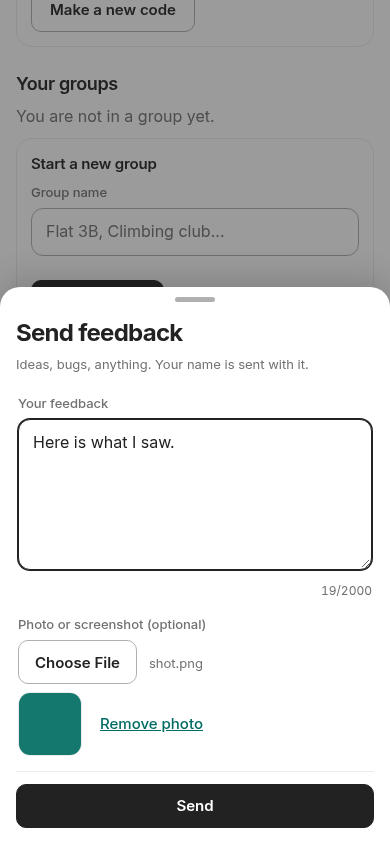 Make a new code
Your groups
You are not in a group yet.
Start a new group
Group name
Flat 3B, Climbing club...
Send feedback
Ideas, bugs, anything. Your name is sent with it.
Your feedback
Here is what I saw.
19/2000
Photo or screenshot (optional)
Choose File shot.png
Remove photo
Send